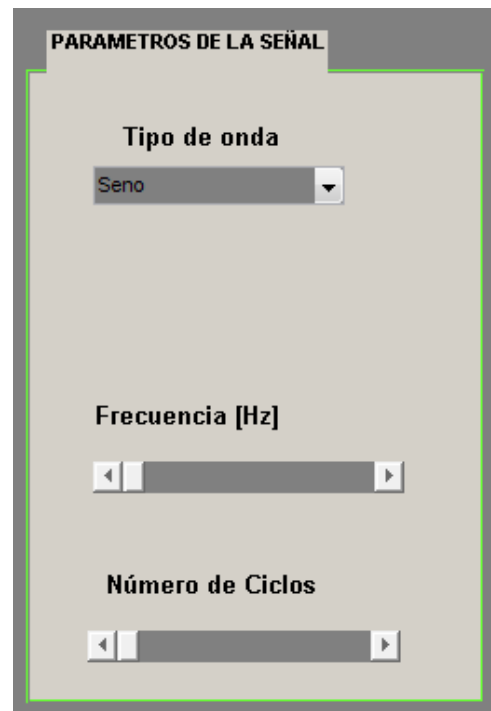 PARAMETROS DE LA SEÑAL
Tipo de onda
Seno
Frecuencia [Hz]
Número de Ciclos